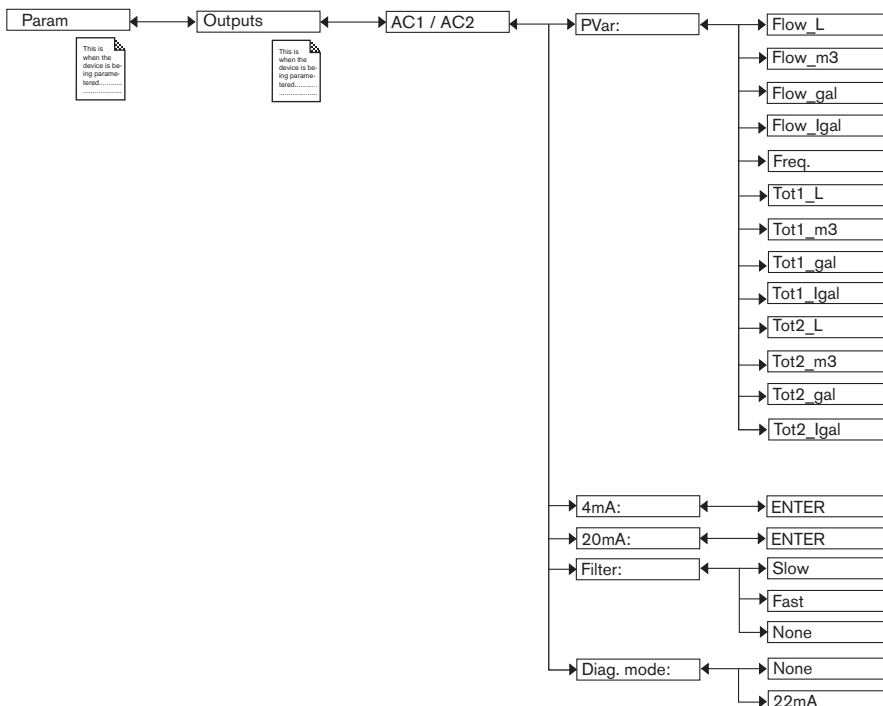 Param Outputs AC1 / AC2 PVar: Flow_L
This is
when the
device is be-
ing parame-
tered............
.....................
This is
when the
device is be-
ing parame-
tered............
.....................
Flow_m3
Flow_gal
Flow_Igal
Freq.
Tot1_L
Tot1_m3
Tot1_gal
Tot1_Igal
Tot2_L
Tot2_m3
Tot2_gal
Tot2_Igal
4mA: ENTER
20mA: ENTER
Filter: Slow
Fast
None
Diag. mode: None
22mA